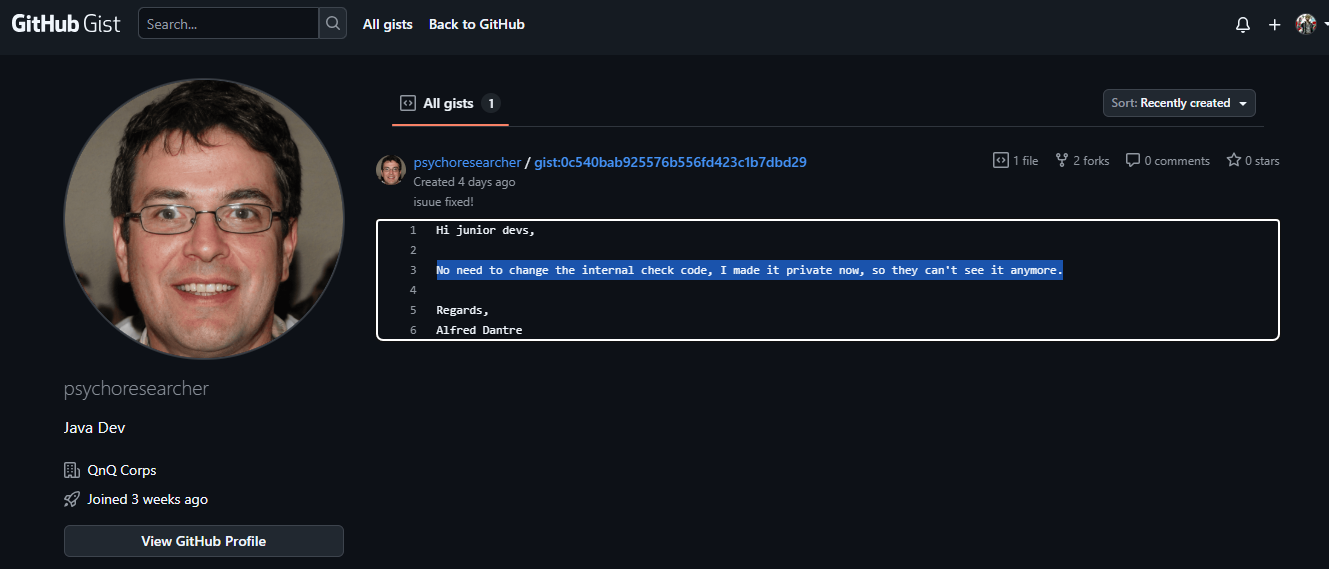 GitHub Gist Search... All gists Back to GitHub
All gists 1
Sort: Recently created
psychoresearcher / gist:0c540bab925576b556fd423c1b7dbd29
1 file 2 forks 0 comments 0 stars
Created 4 days ago
isuue fixed!
1 Hi junior devs,
2
3 No need to change the internal check code, I made it private now, so they can't see it anymore.
4
5 Regards,
6 Alfred Dantre
psychoresearcher
Java Dev
QnQ Corps
Joined 3 weeks ago
View GitHub Profile